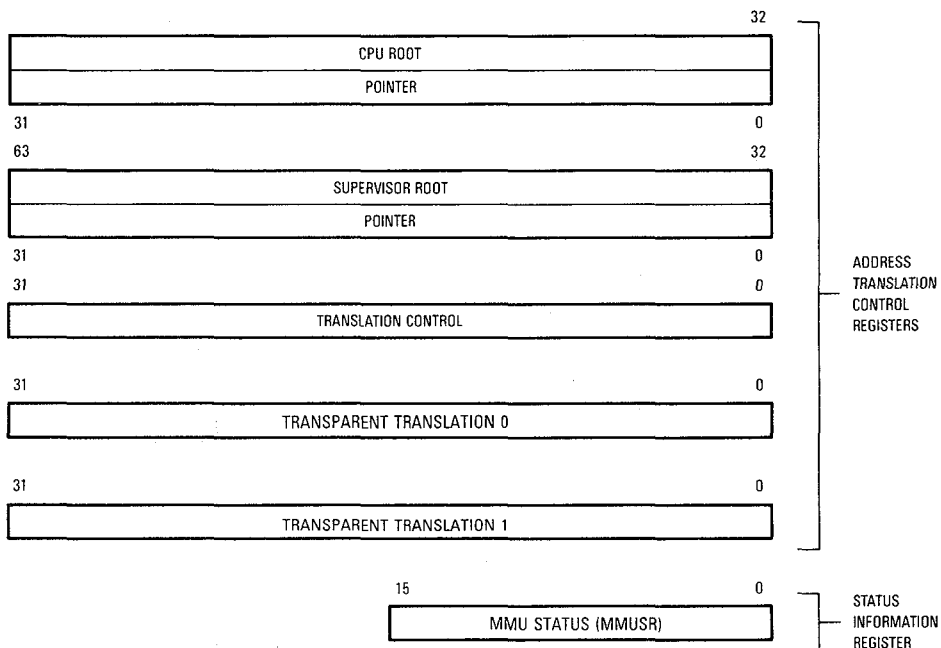 32
CPU ROOT
POINTER
31 0
63 32
SUPERVISOR ROOT
POINTER
31 0
31 0
TRANSLATION CONTROL
31 0
TRANSPARENT TRANSLATION 0
31 0
TRANSPARENT TRANSLATION 1
ADDRESS
TRANSLATION
CONTROL
REGISTERS
15 0
MMU STATUS (MMUSR)
STATUS
INFORMATION
REGISTER